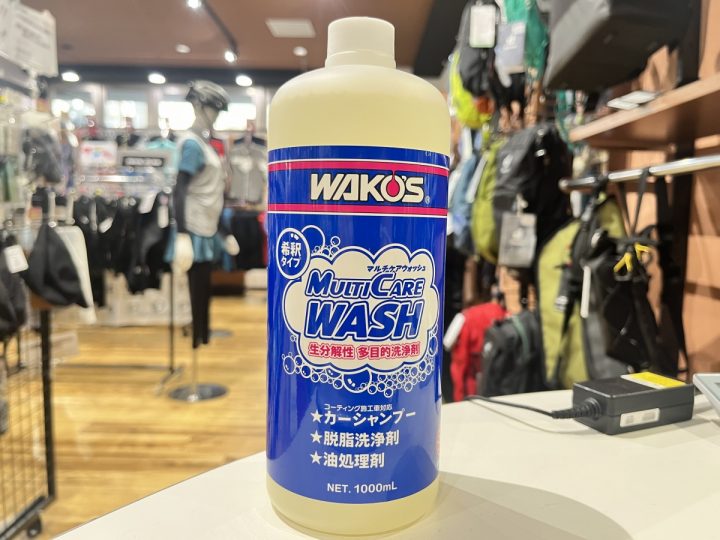 WAKO'S®
希釈
タイプ
マルチケアウォッシュ
MULTI CARE
WASH
生分解性 多目的洗浄剤
コーティング施工車対応
★カーシャンプー
★脱脂洗浄剤
★油処理剤
NET. 1000mL